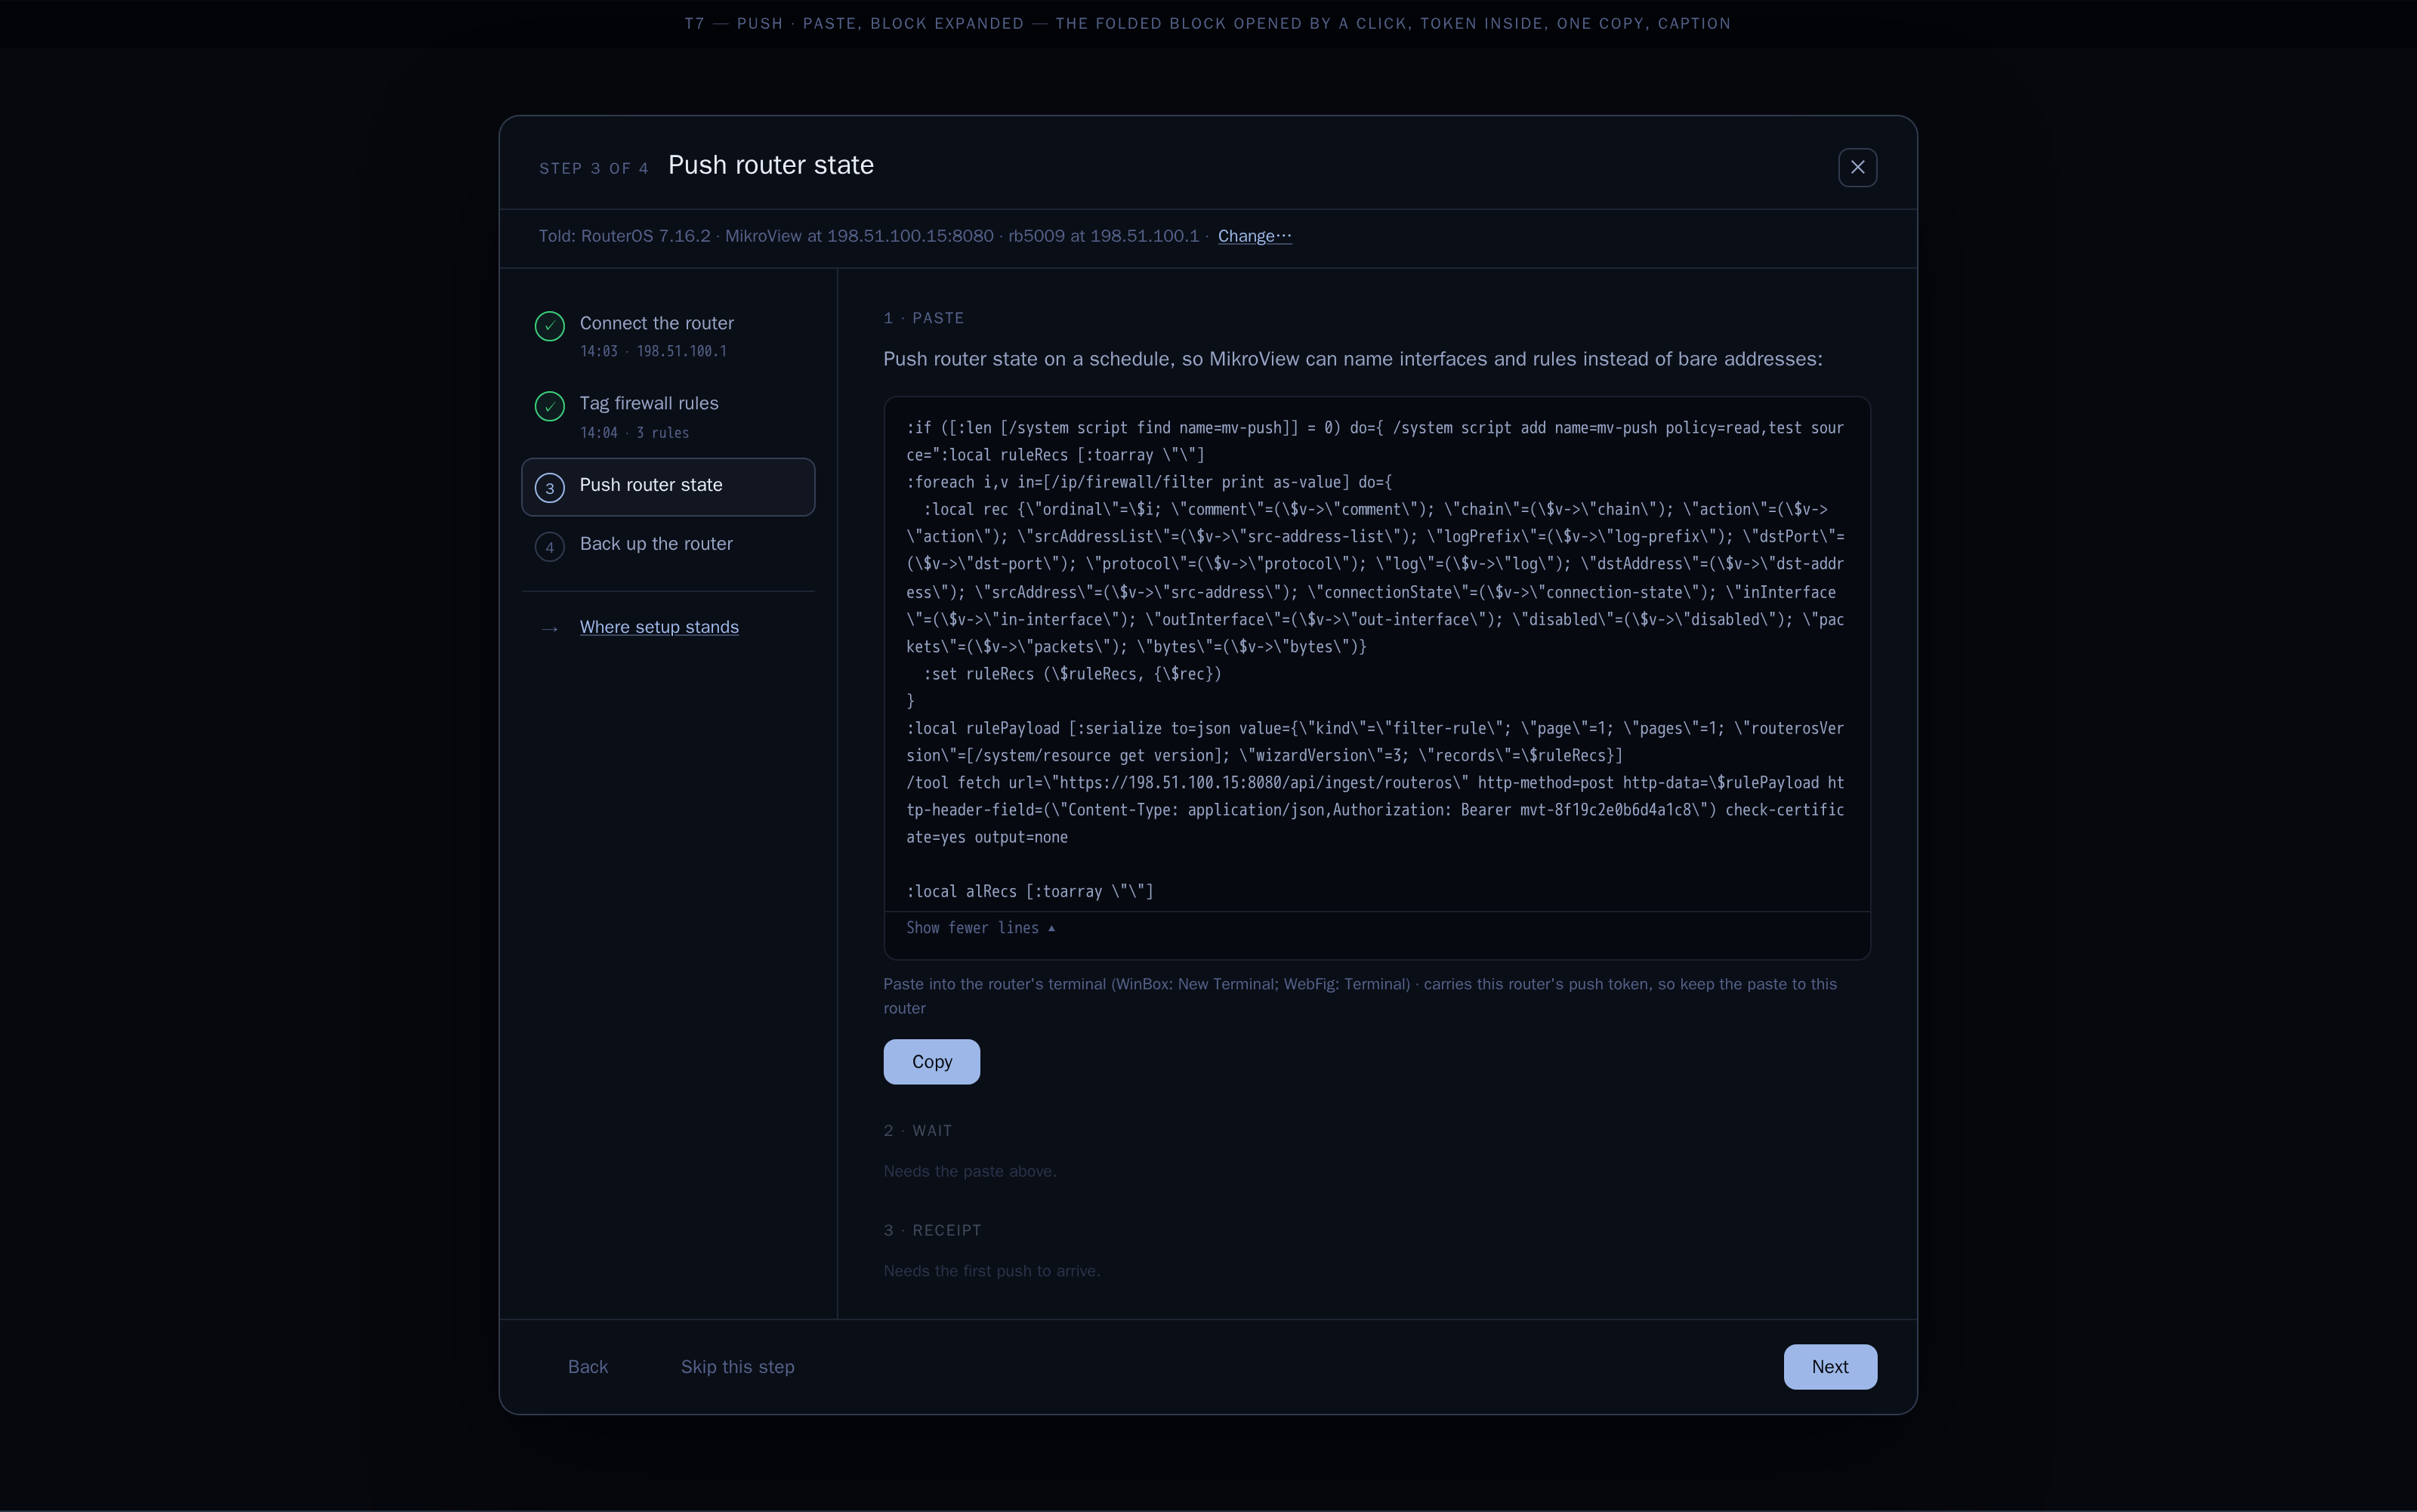 T7 — PUSH · PASTE, BLOCK EXPANDED — THE FOLDED BLOCK OPENED BY A CLICK, TOKEN INSIDE, ONE COPY, CAPTION
STEP 3 OF 4 Push router state
Told: RouterOS 7.16.2 · MikroView at 198.51.100.15:8080 · rb5009 at 198.51.100.1 · Change⋯
✓ Connect the router
14:03 · 198.51.100.1
✓ Tag firewall rules
14:04 · 3 rules
3 Push router state
4 Back up the router
→ Where setup stands
1 · PASTE
Push router state on a schedule, so MikroView can name interfaces and rules instead of bare addresses:
:if ([:len [/system script find name=mv-push]] = 0) do={ /system script add name=mv-push policy=read,test sour
ce=":local ruleRecs [:toarray \"\"]
:foreach i,v in=[/ip/firewall/filter print as-value] do={
  :local rec {\"ordinal\"=\$i; \"comment\"=(\$v->\"comment\"); \"chain\"=(\$v->\"chain\"); \"action\"=(\$v->
\"action\"); \"srcAddressList\"=(\$v->\"src-address-list\"); \"logPrefix\"=(\$v->\"log-prefix\"); \"dstPort\"=
(\$v->\"dst-port\"); \"protocol\"=(\$v->\"protocol\"); \"log\"=(\$v->\"log\"); \"dstAddress\"=(\$v->\"dst-addr
ess\"); \"srcAddress\"=(\$v->\"src-address\"); \"connectionState\"=(\$v->\"connection-state\"); \"inInterface
\"=(\$v->\"in-interface\"); \"outInterface\"=(\$v->\"out-interface\"); \"disabled\"=(\$v->\"disabled\"); \"pac
kets\"=(\$v->\"packets\"); \"bytes\"=(\$v->\"bytes\")}
  :set ruleRecs (\$ruleRecs, {\$rec})
}
:local rulePayload [:serialize to=json value={\"kind\"=\"filter-rule\"; \"page\"=1; \"pages\"=1; \"routerosVer
sion\"=[/system/resource get version]; \"wizardVersion\"=3; \"records\"=\$ruleRecs}]
/tool fetch url=\"https://198.51.100.15:8080/api/ingest/routeros\" http-method=post http-data=\$rulePayload ht
tp-header-field=(\"Content-Type: application/json,Authorization: Bearer mvt-8f19c2e0b6d4a1c8\") check-certific
ate=yes output=none
:local alRecs [:toarray \"\"]
Show fewer lines ▲
Paste into the router's terminal (WinBox: New Terminal; WebFig: Terminal) · carries this router's push token, so keep the paste to this
router
Copy
2 · WAIT
Needs the paste above.
3 · RECEIPT
Needs the first push to arrive.
Back Skip this step Next